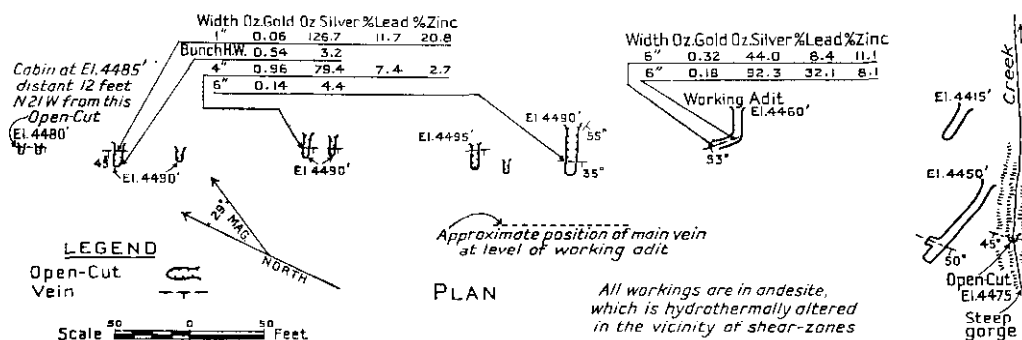 Width Oz.Gold Oz Silver %Lead %Zinc
1" 0.06 126.7 11.7 20.8
Bunch H.W. 0.54 3.2
4" 0.96 79.4 7.4 2.7
6" 0.14 4.4
Width Oz.Gold Oz.Silver %Lead %Zinc
6" 0.32 44.0 8.4 11.1
6" 0.18 92.3 32.1 8.1
Cabin at El.4485'
distant 12 feet
N21W from this
Open-Cut
El.4480'
45°
El.4490'
El.4490'
El.4495'
El.4490'
55°
35°
Working Adit
El.4460'
93°
El.4415'
El.4450'
50°
Creek
45°
Open-Cut
El.4475
Steep
gorge
29° MAG.
NORTH
LEGEND
Open-Cut
Vein
Approximate position of main vein
at level of working adit
PLAN
All workings are in andesite,
which is hydrothermally altered
in the vicinity of shear-zones
Scale 50 0 50 Feet